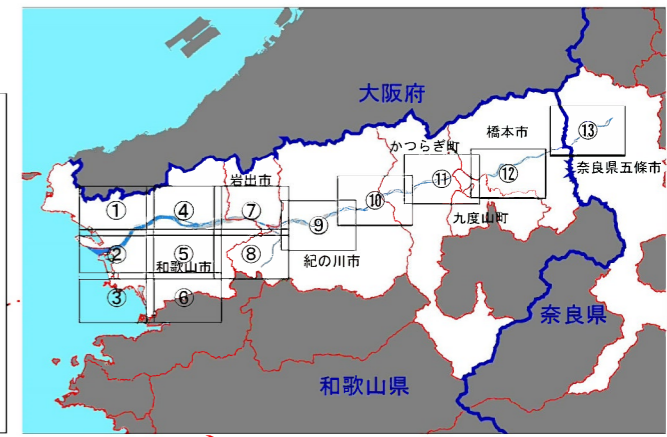 大阪府
⑬
橋本市
かつらぎ町
奈良県五條市
岩出市
⑪
⑫
⑩
①
④
⑦
⑨
九度山町
②
⑤
⑧
紀の川市
和歌山市
③
⑥
奈良県
和歌山県